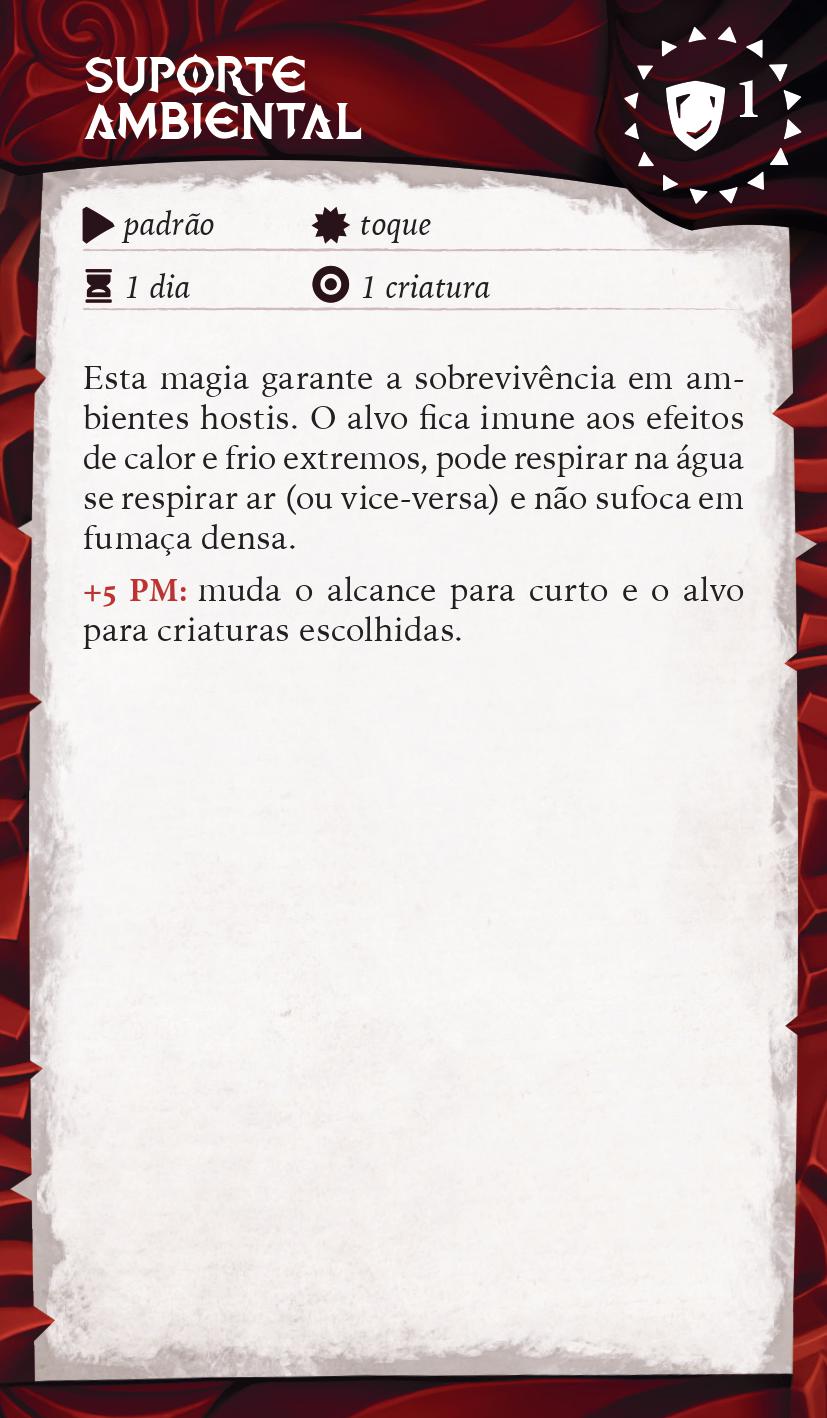 SUPORTE
AMBIENTAL
1
padrão toque
1 dia 1 criatura
Esta magia garante a sobrevivência em am-
bientes hostis. O alvo fica imune aos efeitos
de calor e frio extremos, pode respirar na água
se respirar ar (ou vice-versa) e não sufoca em
fumaça densa.
+5 PM: muda o alcance para curto e o alvo
para criaturas escolhidas.